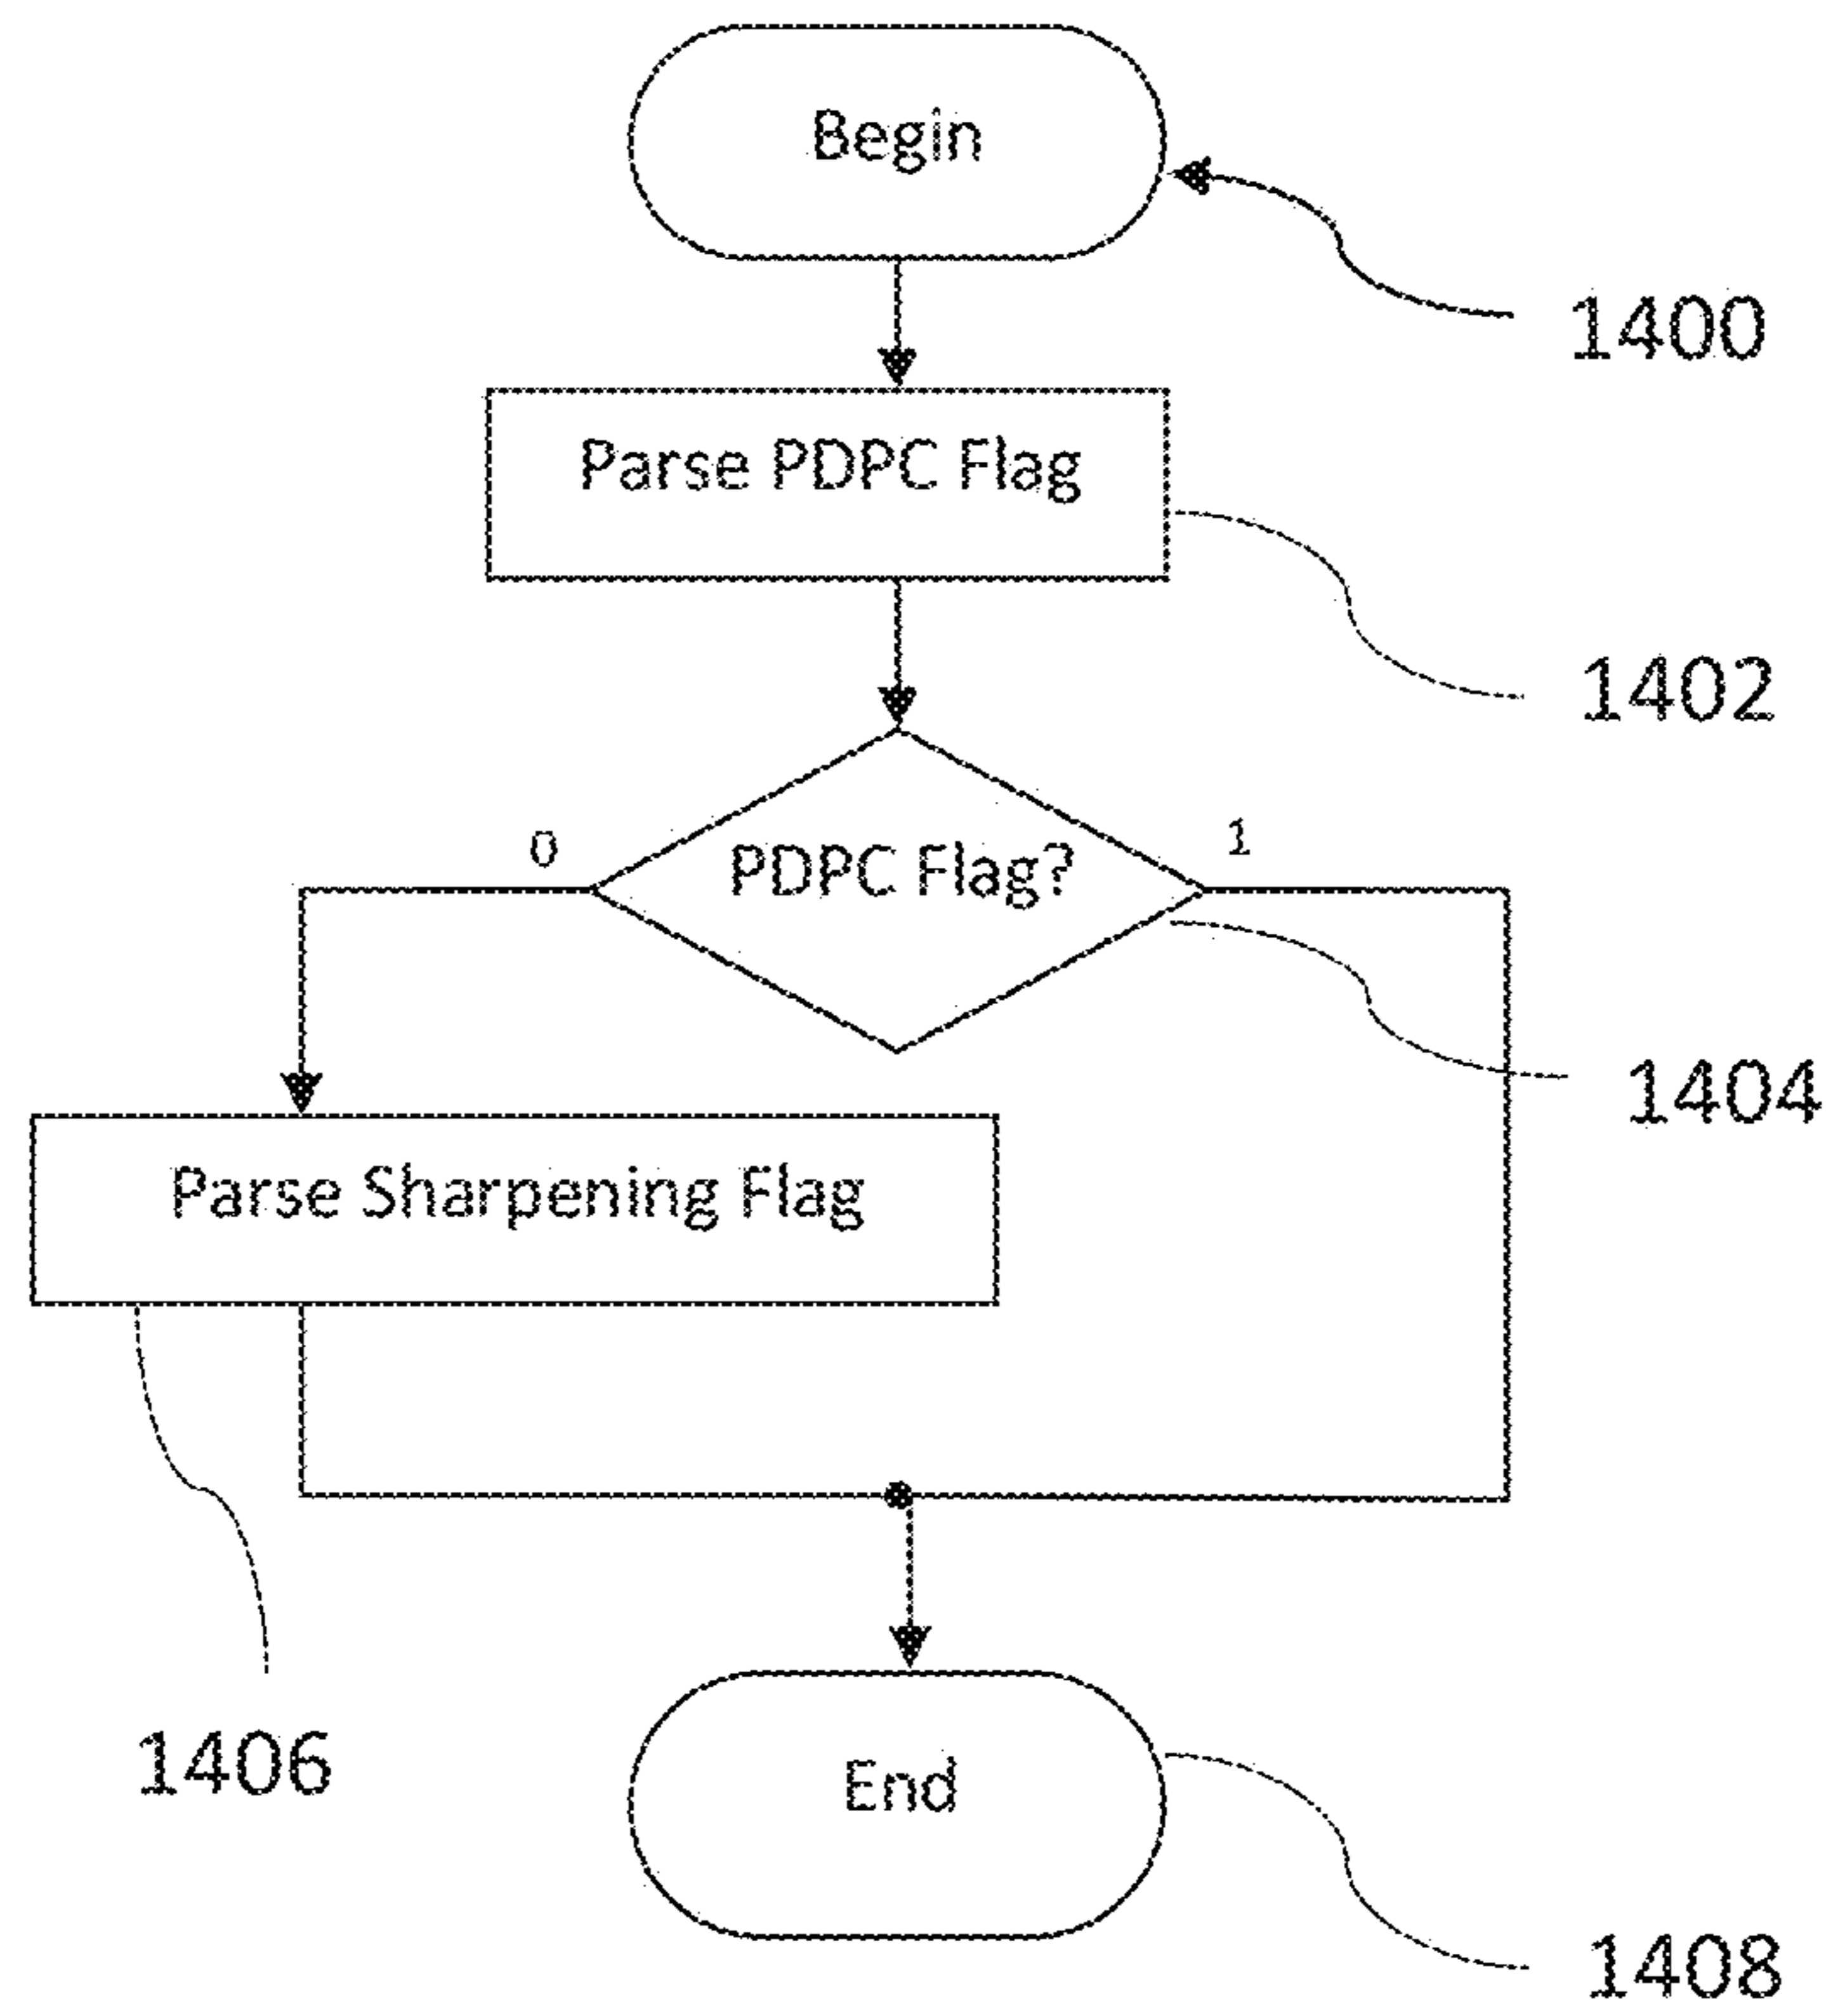 Begin
1400
Parse PDPC Flag
1402
0
1
PDPC Flag?
1404
Parse Sharpening Flag
1406
End
1408